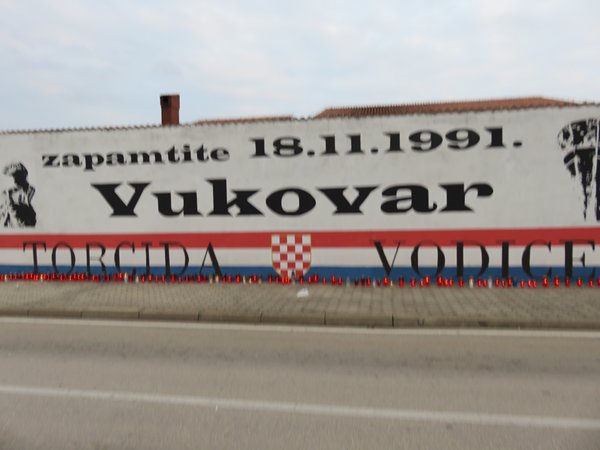 zapamtite 18.11.1991.
Vukovar
TORCIDA VODICE